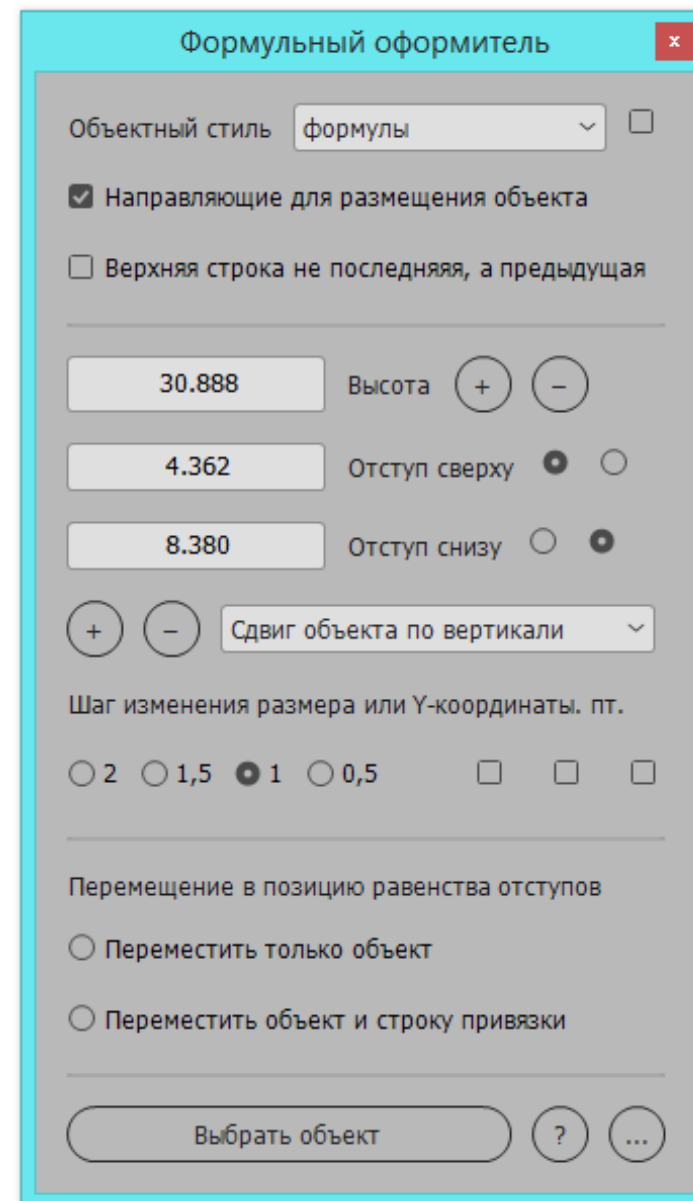 Формульный оформитель x
Объектный стиль формулы
Направляющие для размещения объекта
Верхняя строка не последняяя, а предыдущая
30.888 Высота + −
4.362 Отступ сверху
8.380 Отступ снизу
+ − Сдвиг объекта по вертикали
Шаг изменения размера или Y-координаты. пт.
2 1,5 1 0,5
Перемещение в позицию равенства отступов
Переместить только объект
Переместить объект и строку привязки
Выбрать объект ? ...